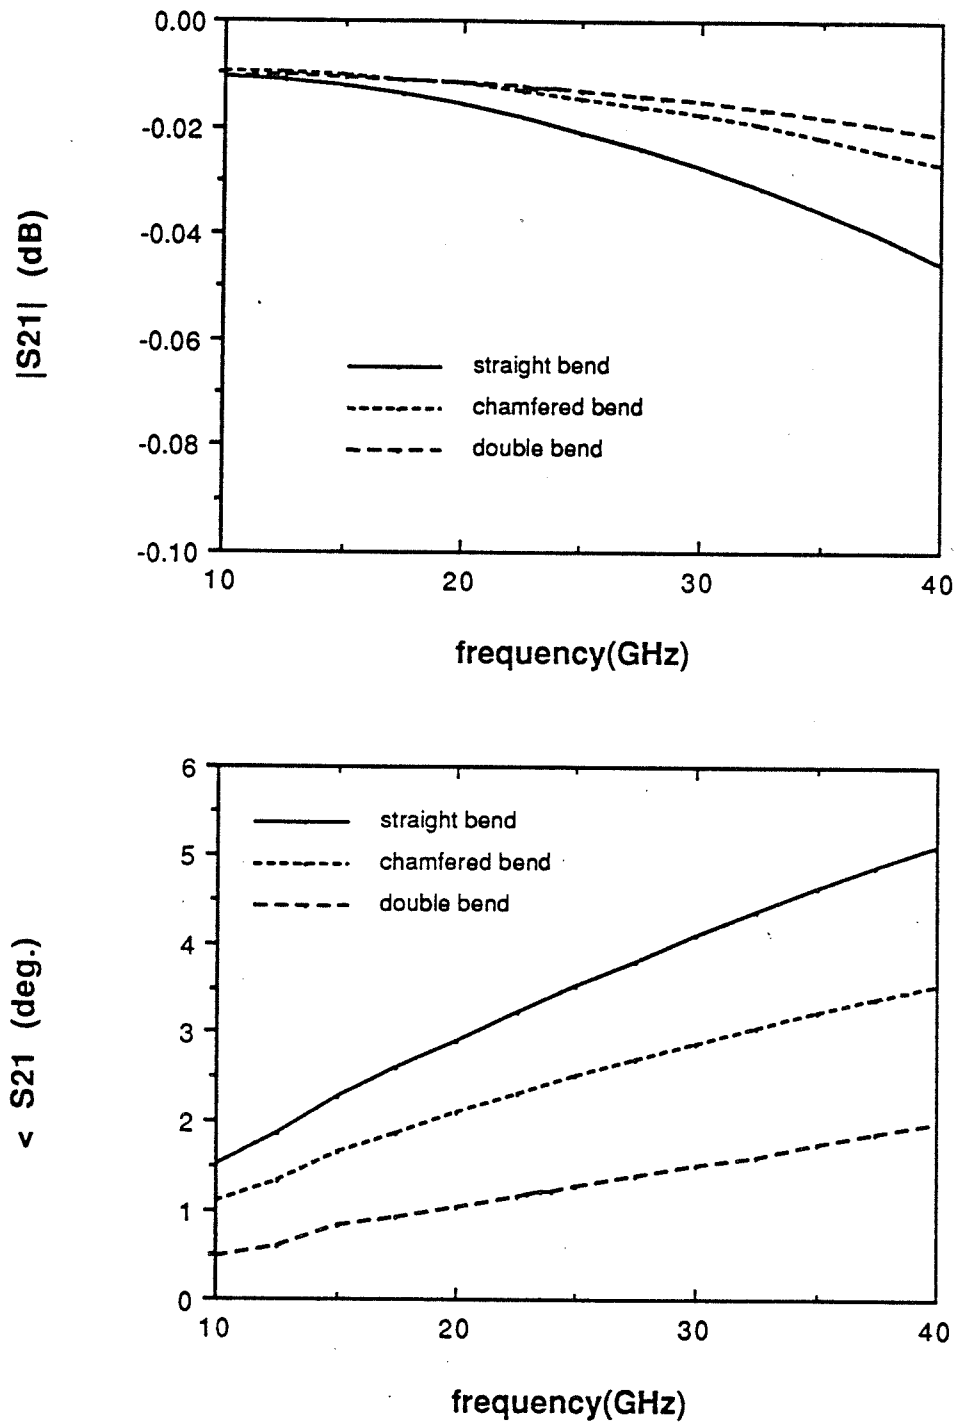 0.00
-0.02
-0.04
-0.06
-0.08
-0.10
|S21| (dB)
straight bend
chamfered bend
double bend
10 20 30 40
frequency(GHz)
6
5
4
3
2
1
0
< S21 (deg.)
straight bend
chamfered bend
double bend
10 20 30 40
frequency(GHz)